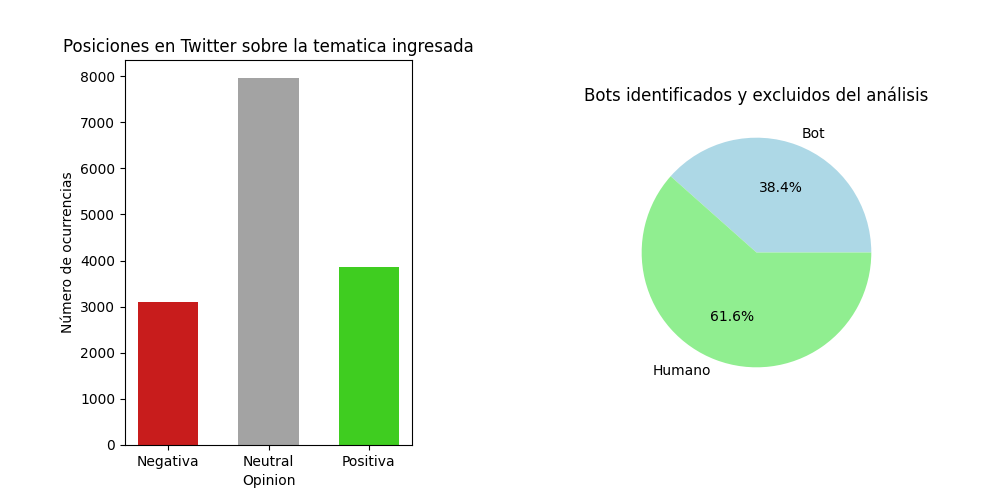 Posiciones en Twitter sobre la tematica ingresada
Número de ocurrencias
8000
7000
6000
5000
4000
3000
2000
1000
0
Negativa
Neutral
Positiva
Opinion
Bots identificados y excluidos del análisis
Bot
38.4%
61.6%
Humano